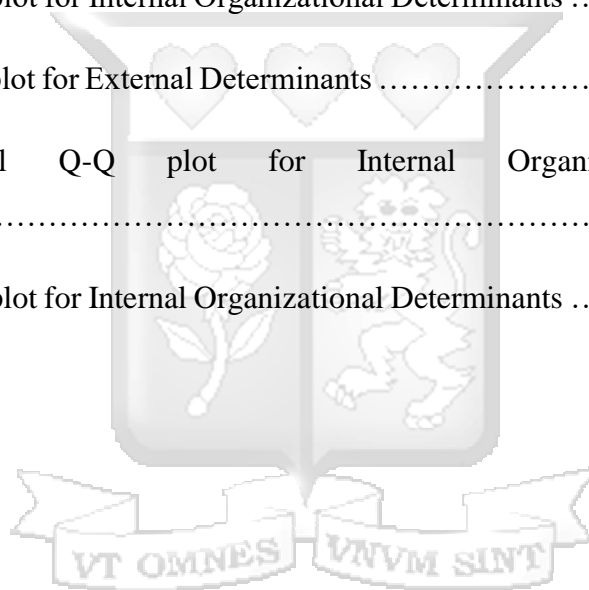 plot for Internal Organizational Determinants …
plot for External Determinants ……………………
l Q-Q plot for Internal Organi
……………………………………………………………
plot for Internal Organizational Determinants …
VT OMNES VNVM SINT